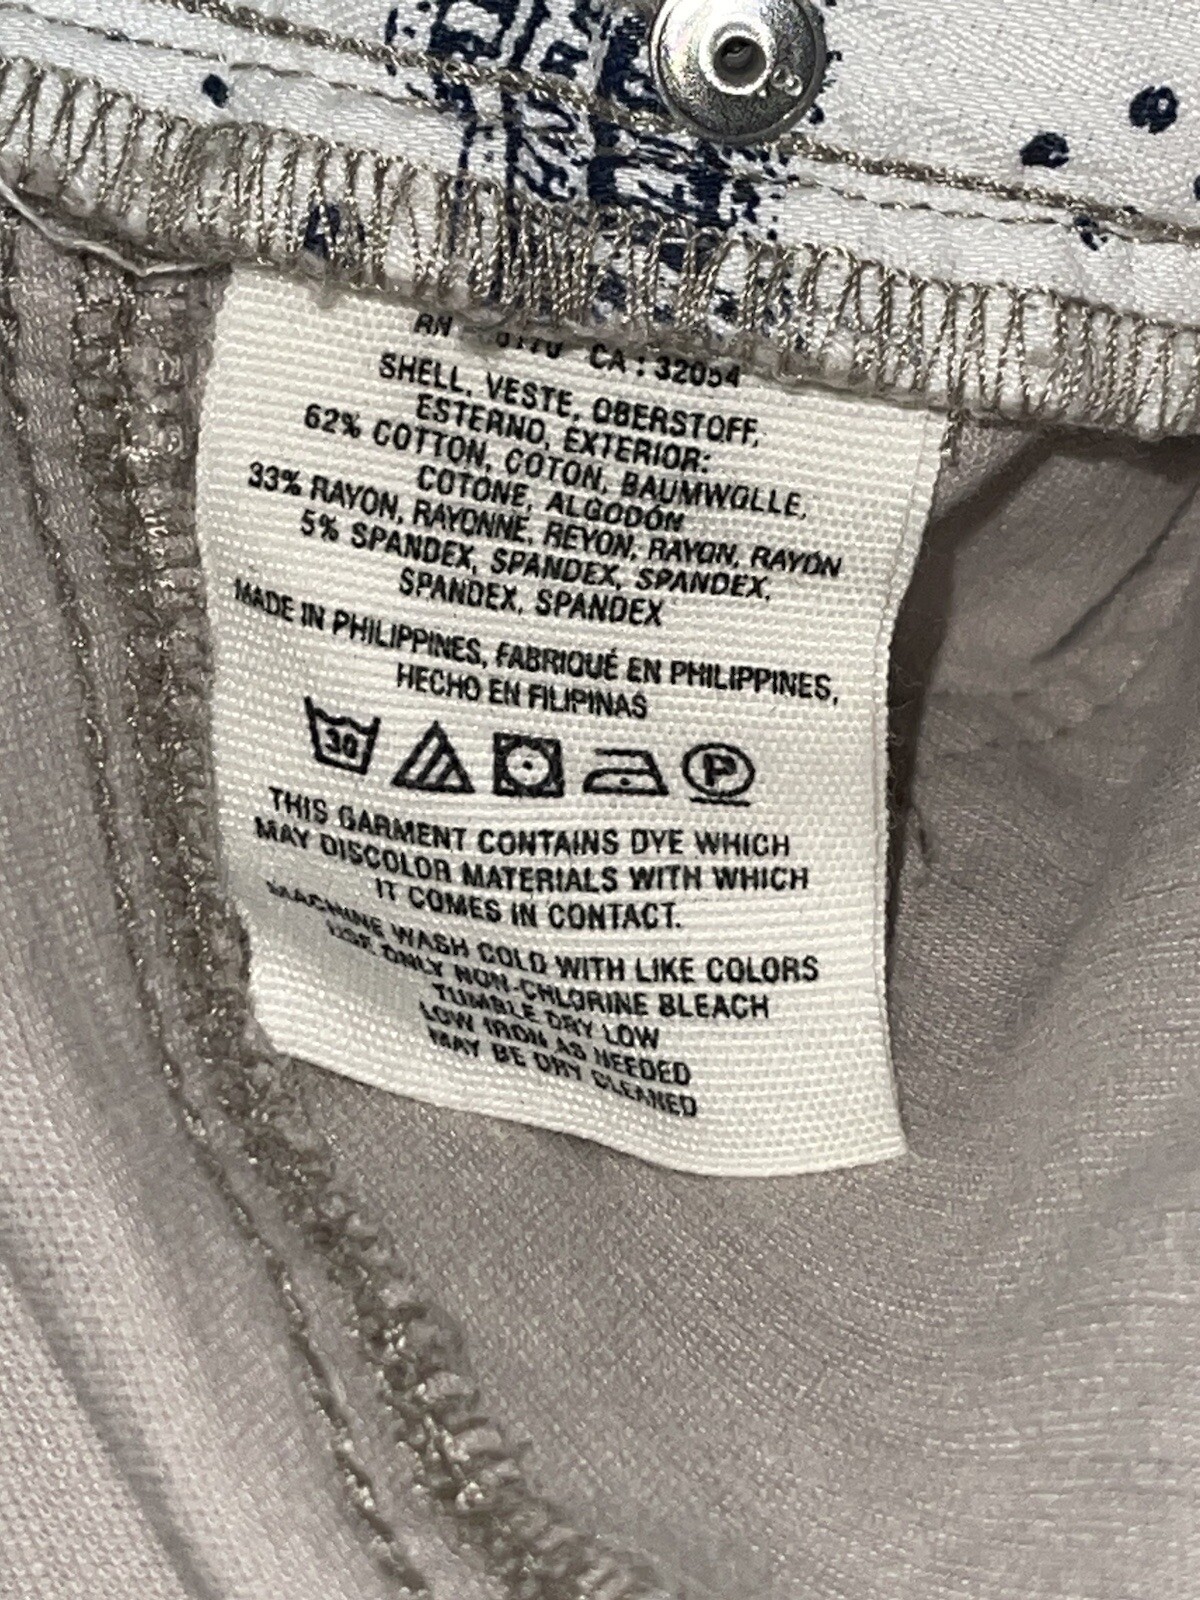 RN CA : 32054
SHELL, VESTE, OBERSTOFF,
ESTERNO, EXTERIOR:
62% COTTON, COTON, BAUMWOLLE,
COTONE, ALGODÓN
33% RAYON, RAYONNE, REYON, RAYON, RAYÓN
5% SPANDEX, SPANDEX, SPANDEX,
SPANDEX, SPANDEX
MADE IN PHILIPPINES, FABRIQUÉ EN PHILIPPINES,
HECHO EN FILIPINAS
30 P
THIS GARMENT CONTAINS DYE WHICH
MAY DISCOLOR MATERIALS WITH WHICH
IT COMES IN CONTACT.
MACHINE WASH COLD WITH LIKE COLORS
USE ONLY NON-CHLORINE BLEACH
TUMBLE DRY LOW
LOW IRON AS NEEDED
MAY BE DRY CLEANED